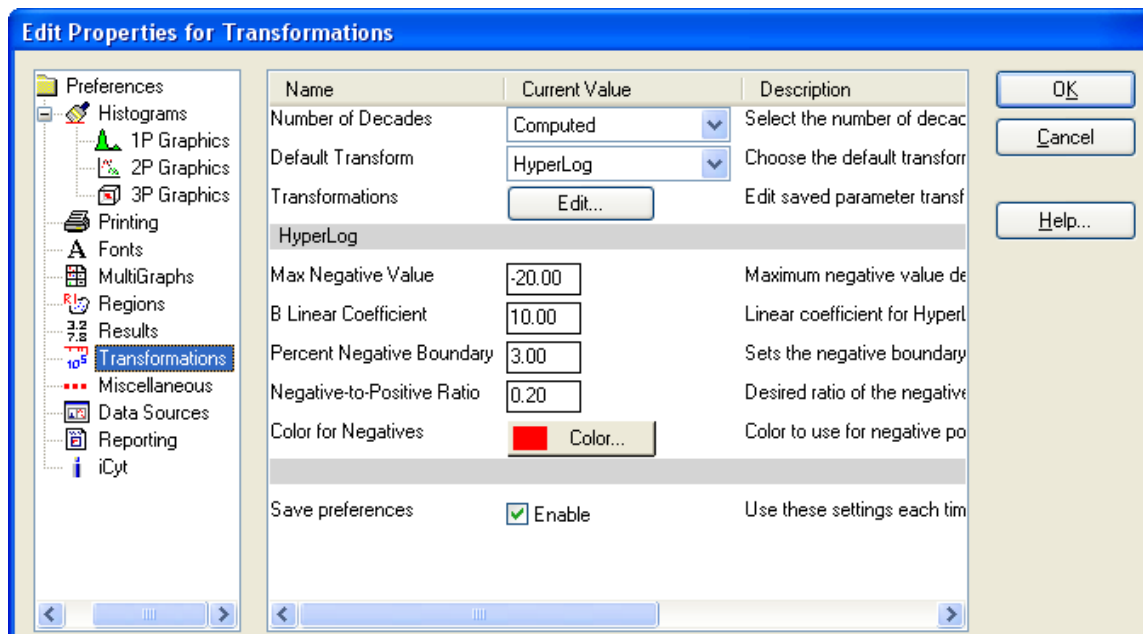 Edit Properties for Transformations
Preferences
Histograms
1P Graphics
2P Graphics
3P Graphics
Printing
Fonts
MultiGraphs
Regions
Results
Transformations
Miscellaneous
Data Sources
Reporting
iCyt
Name Current Value Description
Number of Decades Computed Select the number of decac
Default Transform HyperLog Choose the default transforr
Transformations Edit... Edit saved parameter transf
HyperLog
Max Negative Value -20.00 Maximum negative value de
B Linear Coefficient 10.00 Linear coefficient for HyperL
Percent Negative Boundary 3.00 Sets the negative boundary
Negative-to-Positive Ratio 0.20 Desired ratio of the negative
Color for Negatives Color... Color to use for negative po
Save preferences Enable Use these settings each tim
OK
Cancel
Help...